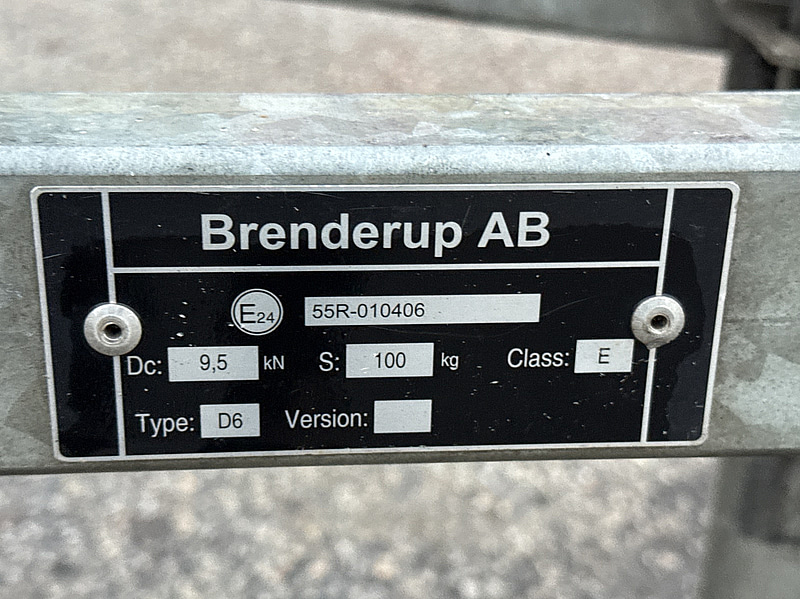 Brenderup AB
E24 55R-010406
Dc: 9,5 kN S: 100 kg Class: E
Type: D6 Version: